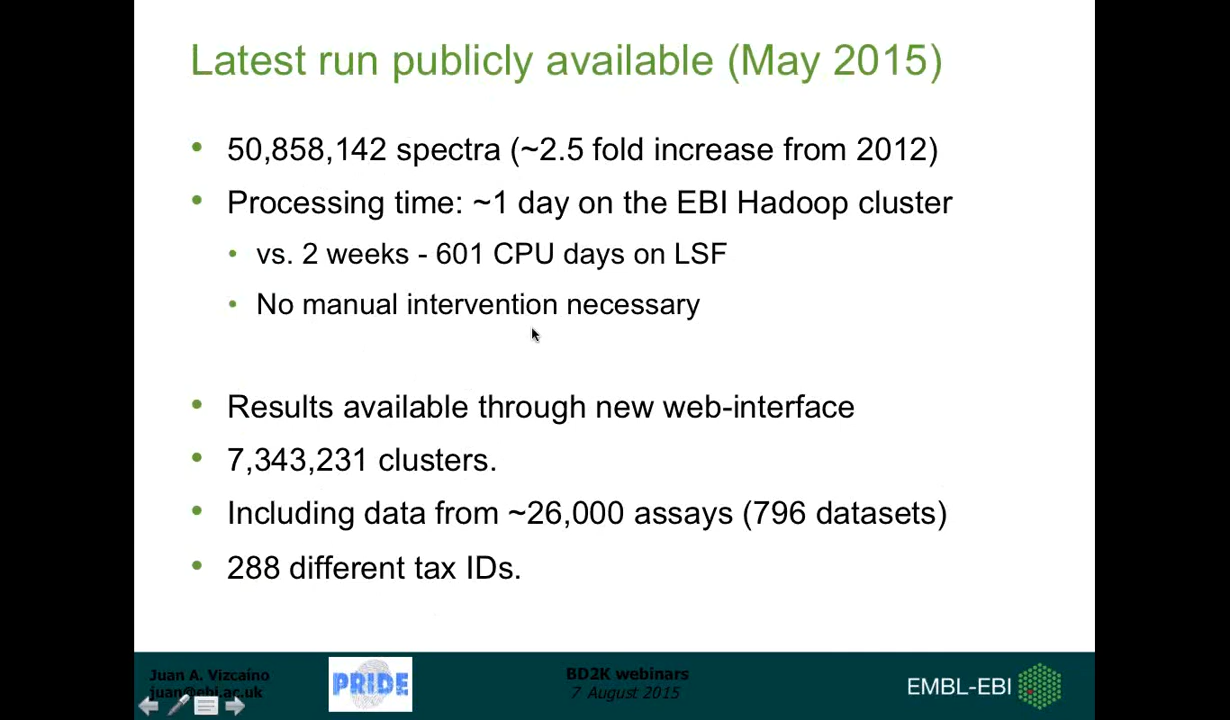 Latest run publicly available (May 2015)
• 50,858,142 spectra (~2.5 fold increase from 2012)
• Processing time: ~1 day on the EBI Hadoop cluster
• vs. 2 weeks - 601 CPU days on LSF
• No manual intervention necessary
• Results available through new web-interface
• 7,343,231 clusters.
• Including data from ~26,000 assays (796 datasets)
• 288 different tax IDs.
Juan A. Vizcaíno
juan@ebi.ac.uk
PRIDE
BD2K webinars
7 August 2015
EMBL-EBI